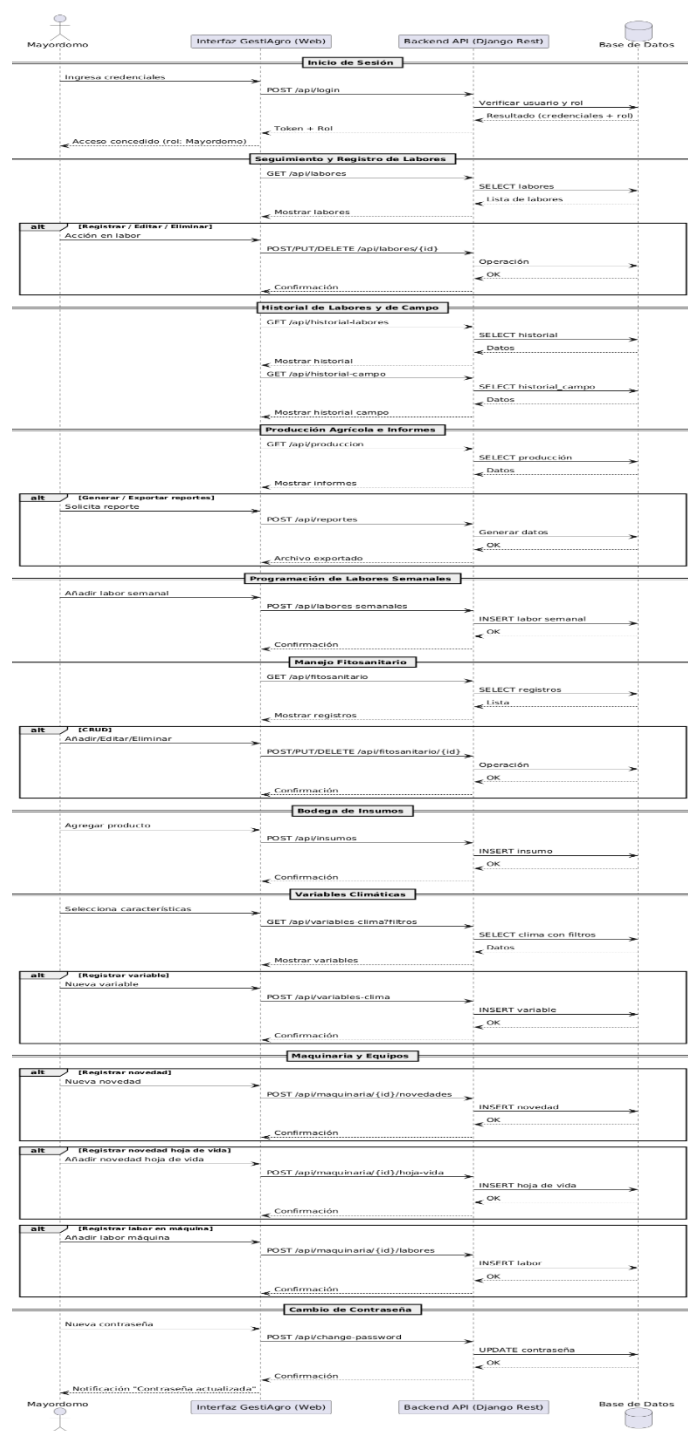 Mayordomo
Interfaz GestiAgro (Web)
Backend API (Django Rest)
Base de Datos
Inicio de Sesión
Ingresa credenciales
POST /api/login
Verificar usuario y rol
Resultado (credenciales + rol)
Token + Rol
Acceso concedido (rol: Mayordomo)
Seguimiento y Registro de Labores
GET /api/labores
SELECT labores
Lista de labores
Mostrar labores
alt [Registrar / Editar / Eliminar]
Acción en labor
POST/PUT/DELETE /api/labores/{id}
Operación
OK
Confirmación
Historial de Labores y de Campo
GET /api/historial-labores
SELECT historial
Datos
Mostrar historial
GET /api/historial-campo
SELECT historial_campo
Datos
Mostrar historial campo
Producción Agrícola e Informes
GET /api/produccion
SELECT producción
Datos
Mostrar informes
alt [Generar / Exportar reportes]
Solicita reporte
POST /api/reportes
Generar datos
OK
Archivo exportado
Programación de Labores Semanales
Añadir labor semanal
POST /api/labores semanales
INSERT labor semanal
OK
Confirmación
Manejo Fitosanitario
GET /api/fitosanitario
SELECT registros
Lista
Mostrar registros
alt [CRUD]
Añadir/Editar/Eliminar
POST/PUT/DELETE /api/fitosanitario/{id}
Operación
OK
Confirmación
Bodega de Insumos
Agregar producto
POST /api/insumos
INSERT insumo
OK
Confirmación
Variables Climáticas
Selecciona características
GET /api/variables clima?filtros
SELECT clima con filtros
Datos
Mostrar variables
alt [Registrar variable]
Nueva variable
POST /api/variables-clima
INSERT variable
OK
Confirmación
Maquinaria y Equipos
alt [Registrar novedad]
Nueva novedad
POST /api/maquinaria/{id}/novedades
INSERT novedad
OK
Confirmación
alt [Registrar novedad hoja de vida]
Añadir novedad hoja de vida
POST /api/maquinaria/{id}/hoja-vida
INSERT hoja de vida
OK
Confirmación
alt [Registrar labor en máquina]
Añadir labor máquina
POST /api/maquinaria/{id}/labores
INSERT labor
OK
Confirmación
Cambio de Contraseña
Nueva contraseña
POST /api/change-password
UPDATE contraseña
OK
Confirmación
Notificación "Contraseña actualizada"
Mayordomo
Interfaz GestiAgro (Web)
Backend API (Django Rest)
Base de Datos